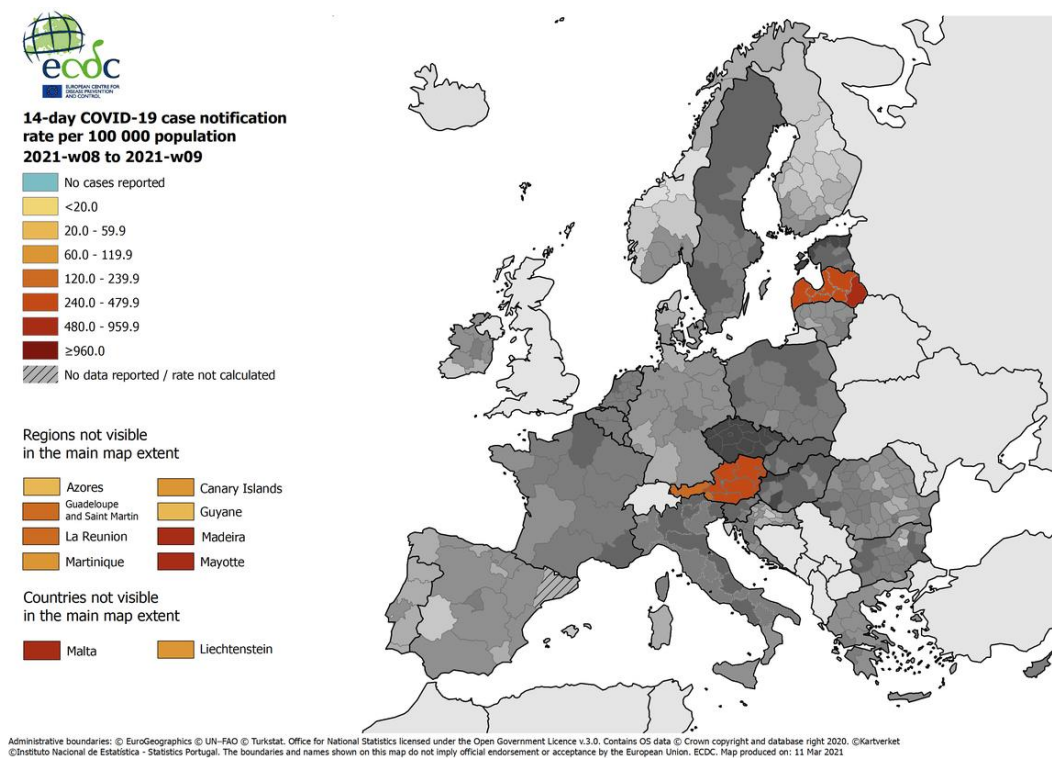 ecdc
EUROPEAN CENTRE FOR
DISEASE PREVENTION
AND CONTROL
14-day COVID-19 case notification
rate per 100 000 population
2021-w08 to 2021-w09
No cases reported
<20.0
20.0 - 59.9
60.0 - 119.9
120.0 - 239.9
240.0 - 479.9
480.0 - 959.9
≥960.0
No data reported / rate not calculated
Regions not visible
in the main map extent
Azores
Canary Islands
Guadeloupe
and Saint Martin
Guyane
La Reunion
Madeira
Martinique
Mayotte
Countries not visible
in the main map extent
Malta
Liechtenstein
Administrative boundaries: © EuroGeographics © UN–FAO © Turkstat. Office for National Statistics licensed under the Open Government Licence v.3.0. Contains OS data © Crown copyright and database right 2020. ©Kartverket
©Instituto Nacional de Estatística - Statistics Portugal. The boundaries and names shown on this map do not imply official endorsement or acceptance by the European Union. ECDC. Map produced on: 11 Mar 2021